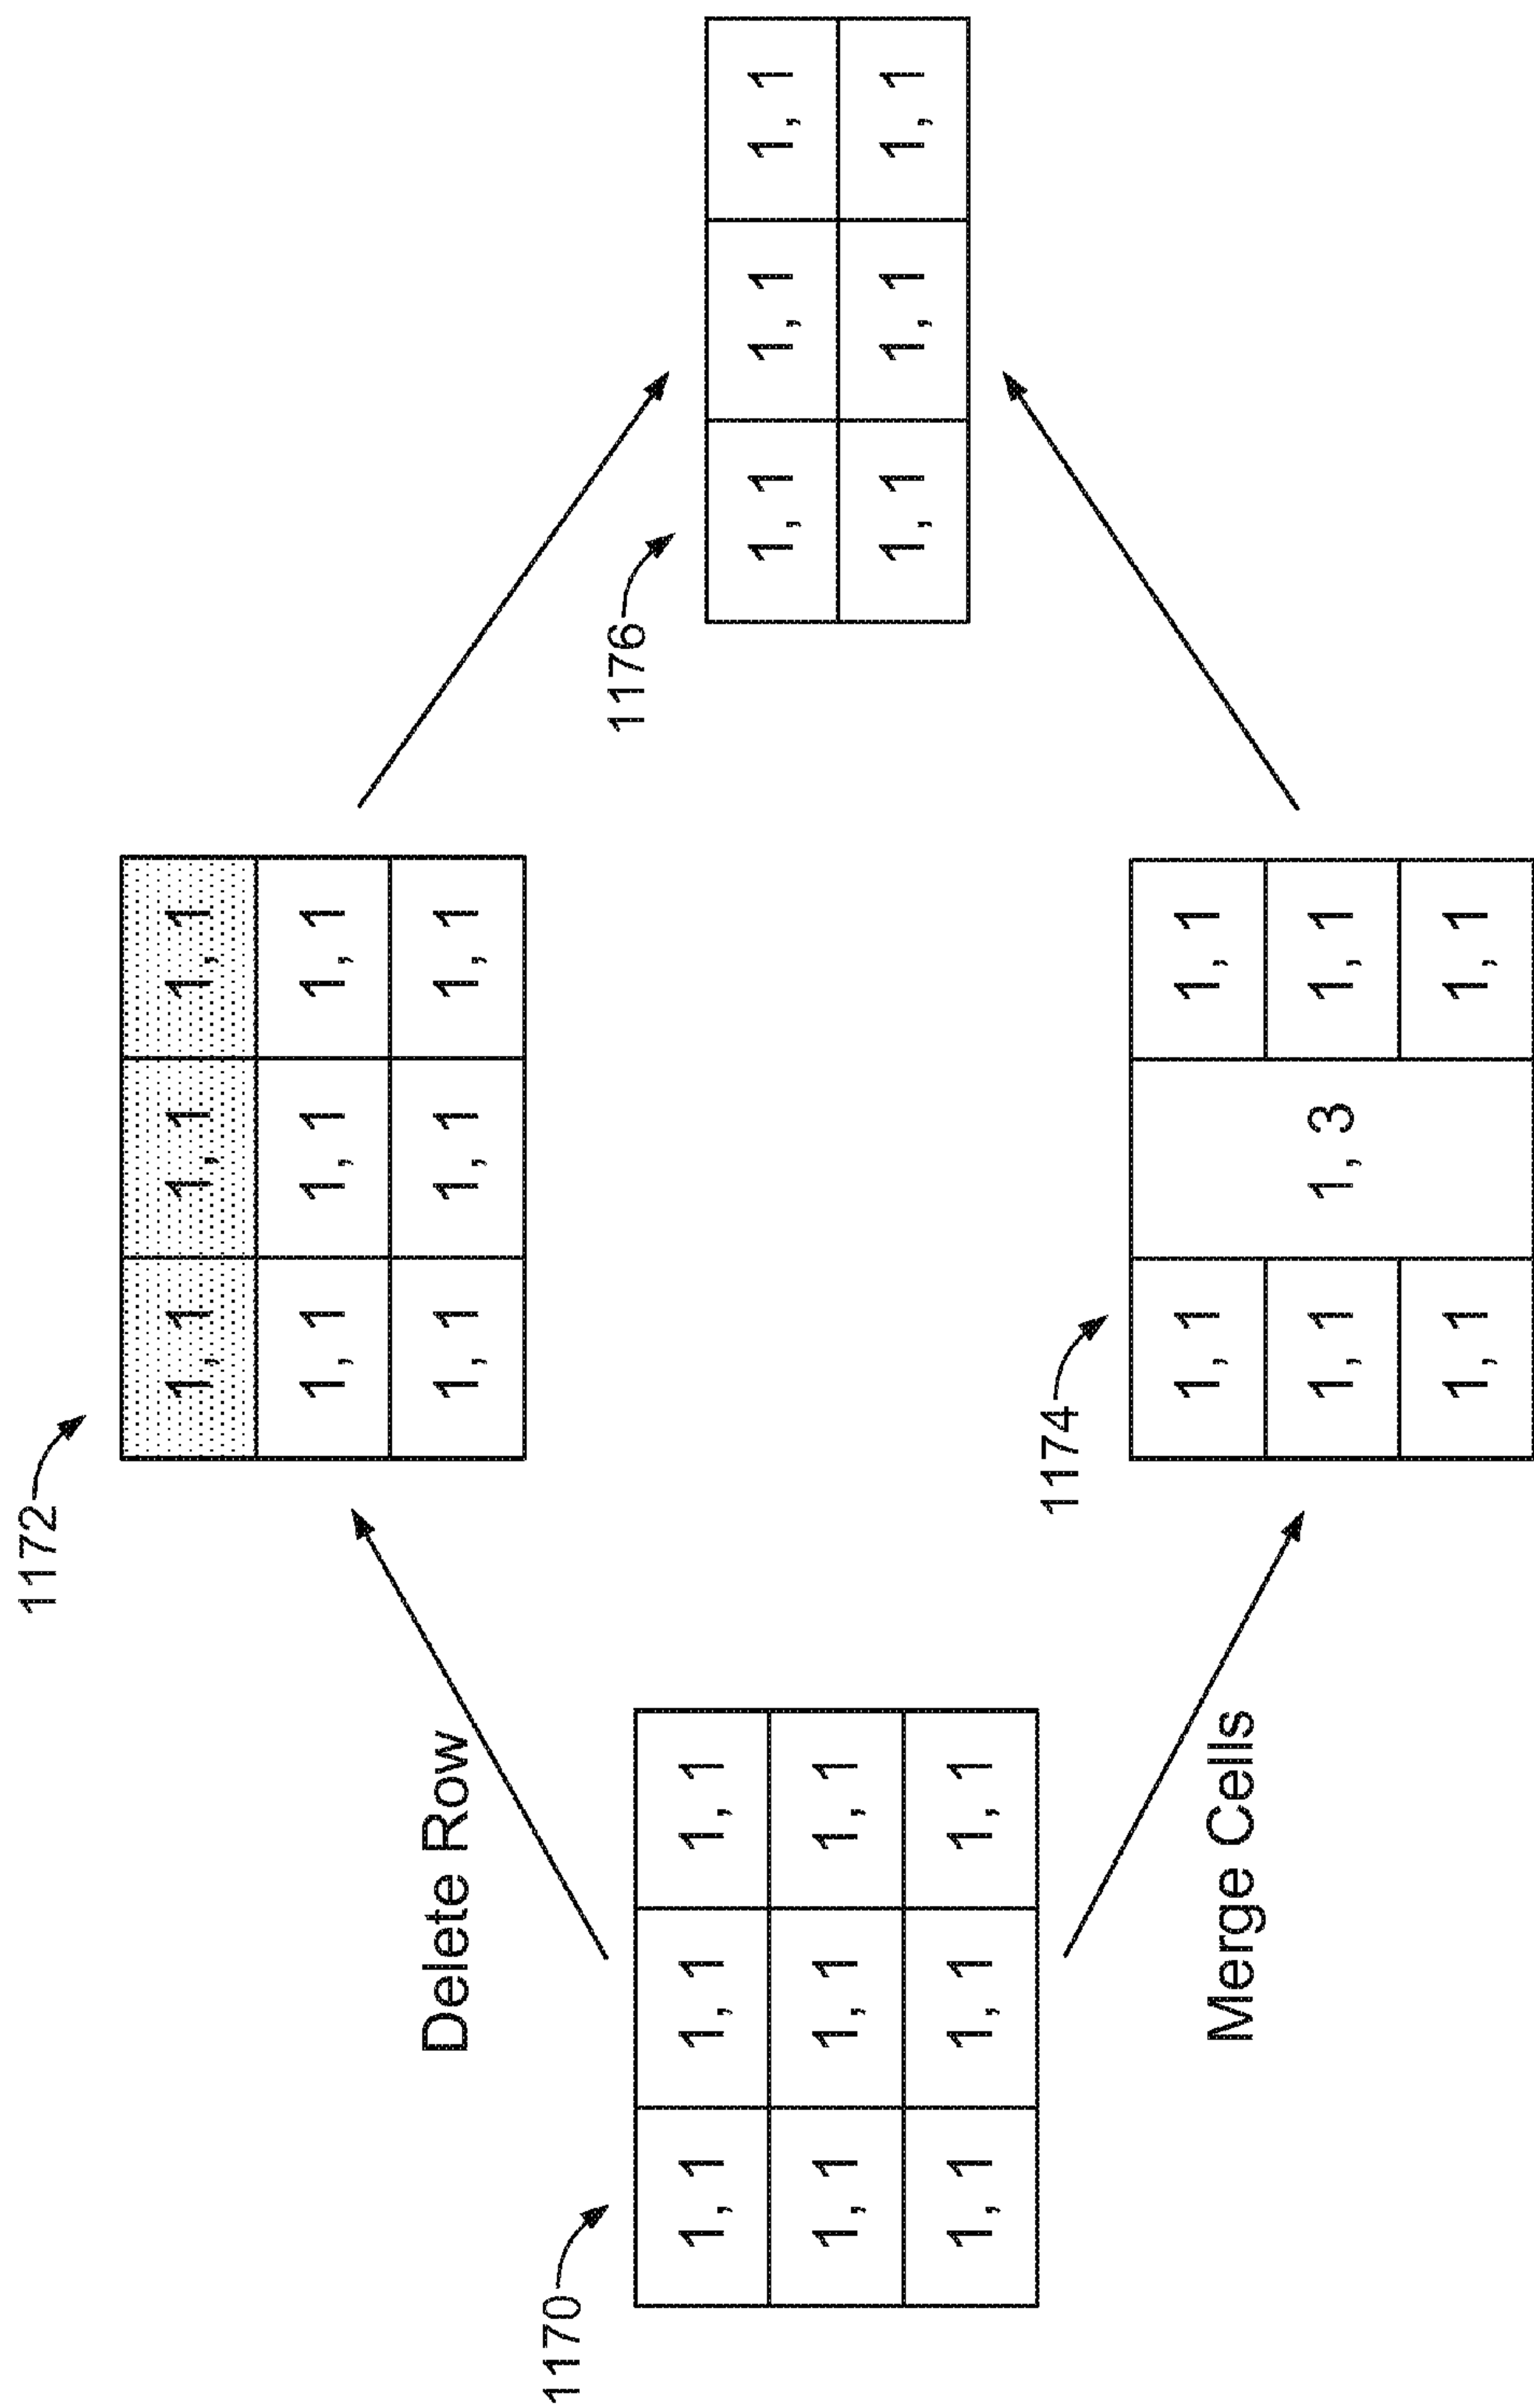 1172
1, 1 1, 1 1, 1
1, 1 1, 1 1, 1
1, 1 1, 1 1, 1
Delete Row
1170
1, 1 1, 1 1, 1
1, 1 1, 1 1, 1
1, 1 1, 1 1, 1
1176
1, 1 1, 1 1, 1
1, 1 1, 1 1, 1
Merge Cells
1174
1, 1 1, 1
1, 1 1, 3 1, 1
1, 1 1, 1